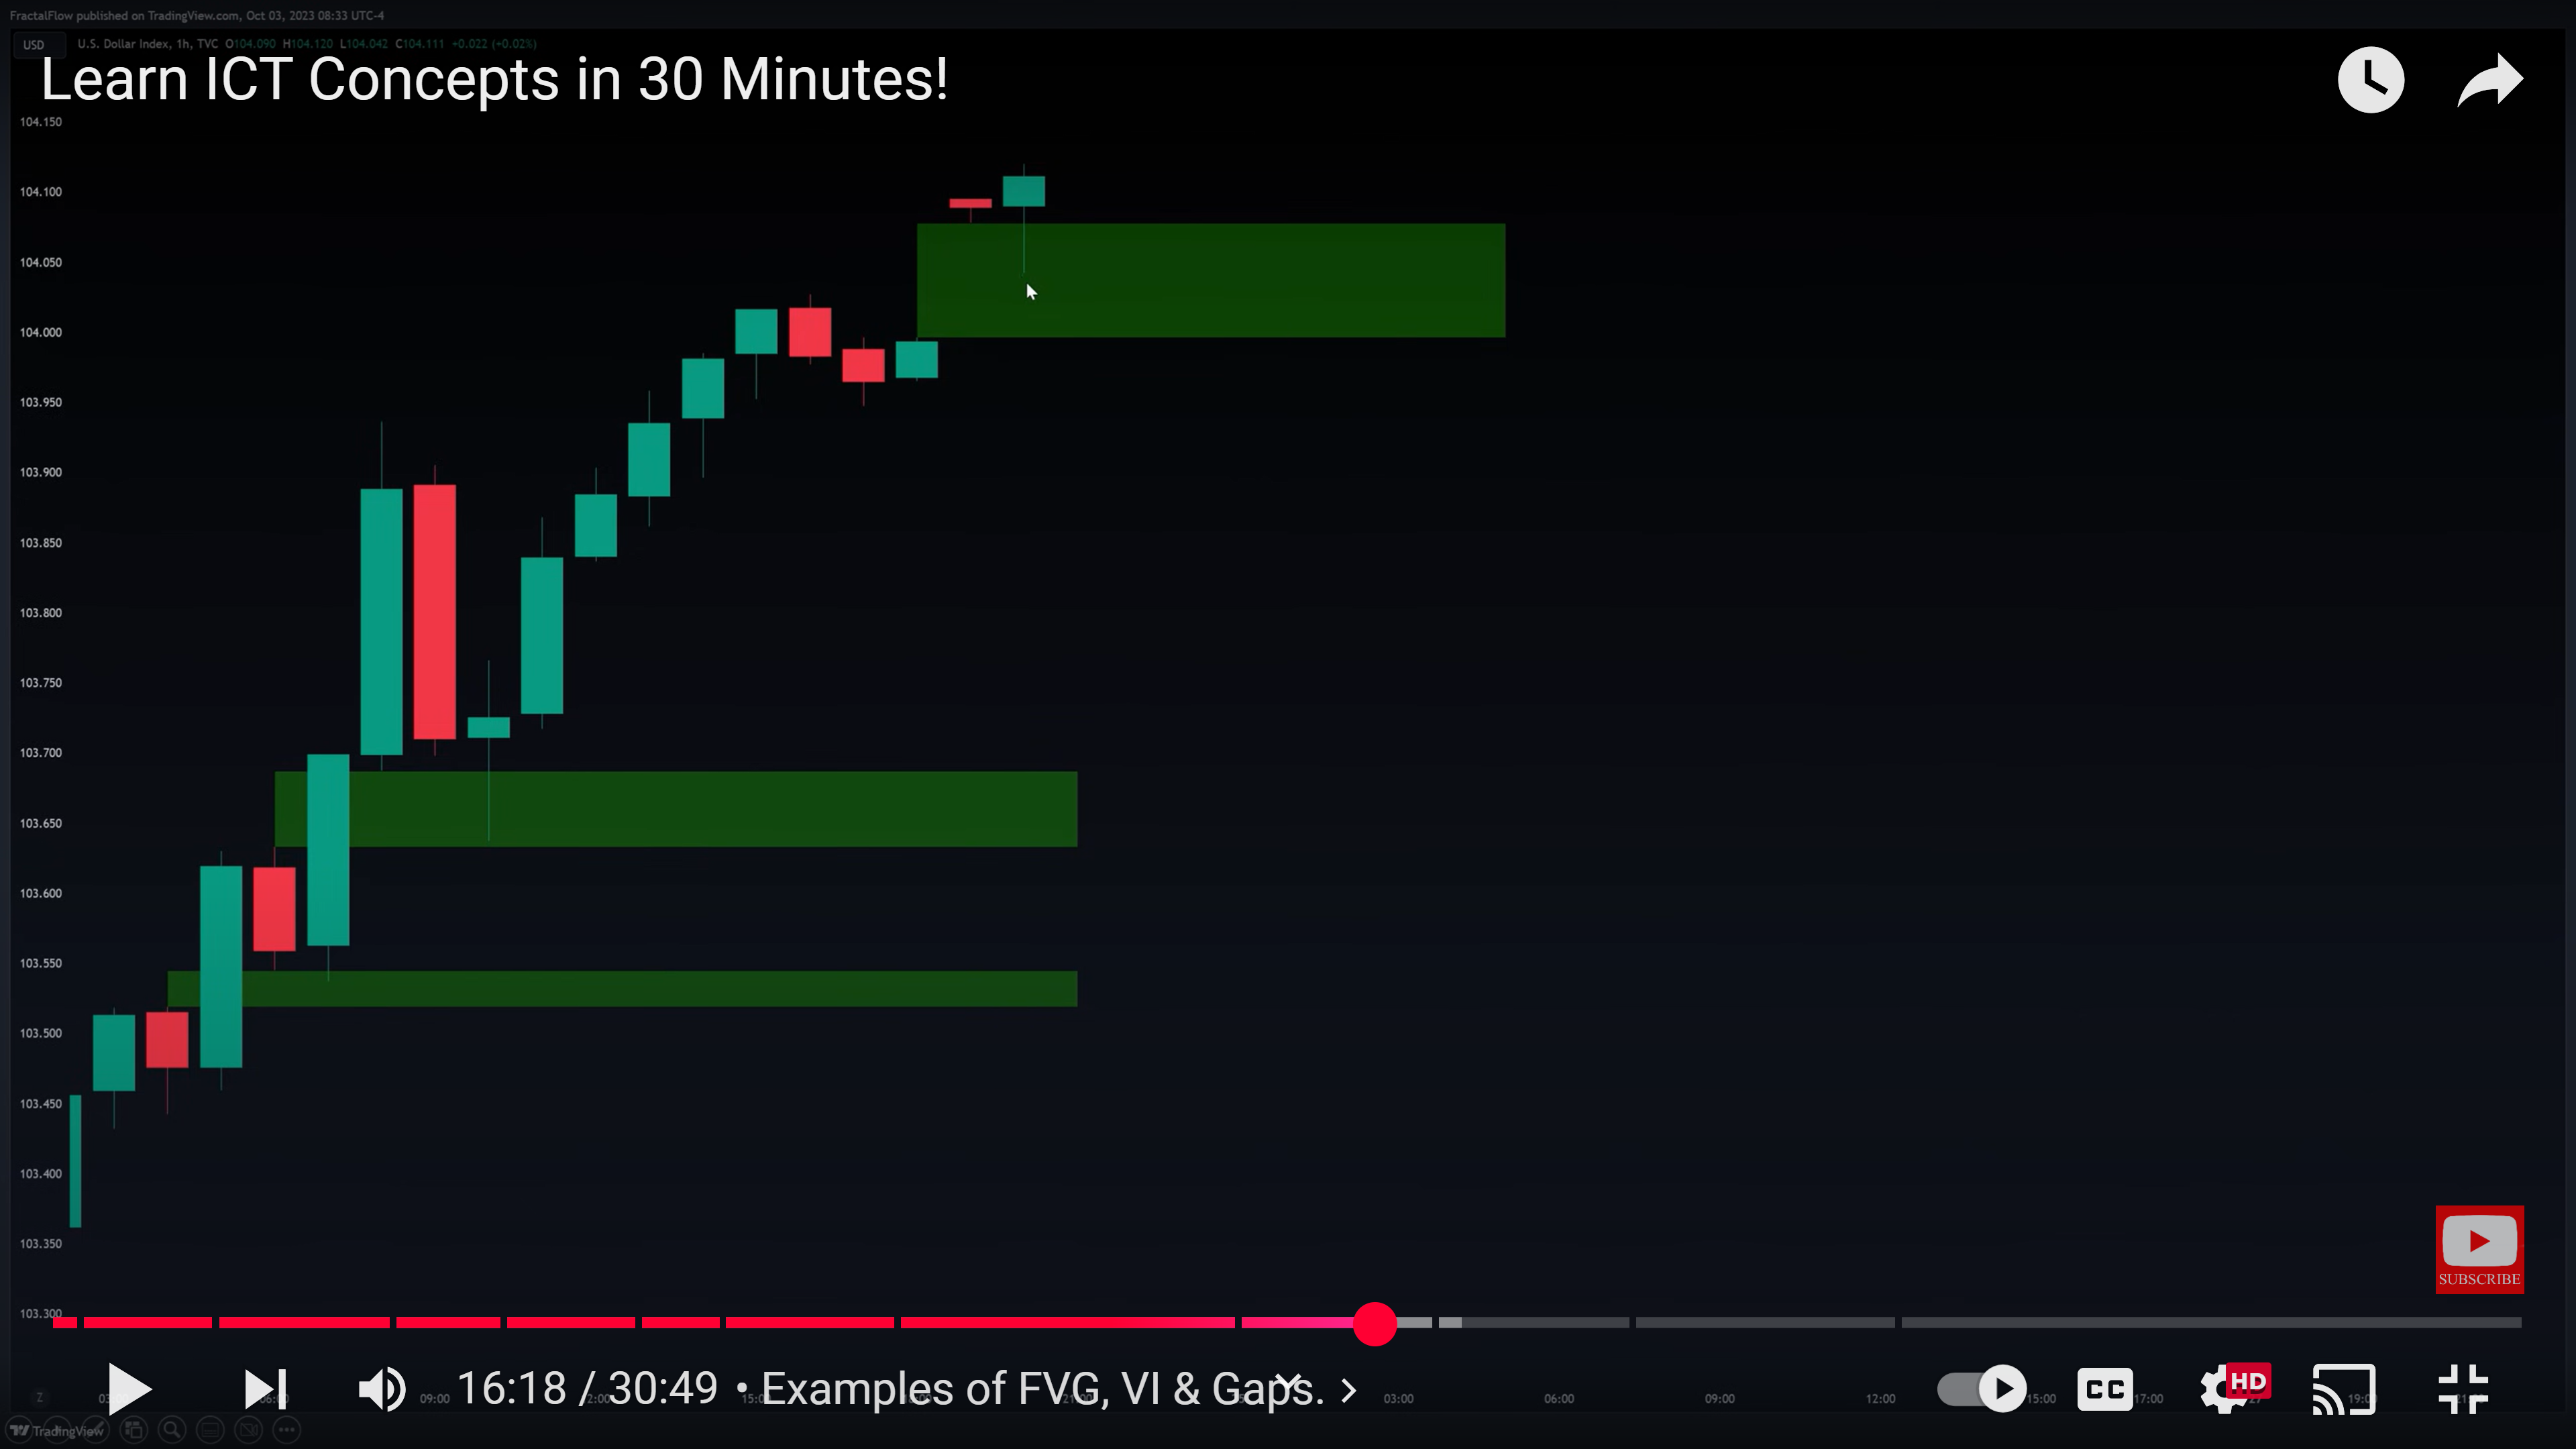 FractalFlow published on TradingView.com, Oct 03, 2023 08:33 UTC-4
USD U.S. Dollar Index, 1h, TVC O104.090 H104.120 L104.042 C104.111 +0.022 (+0.02%)
Learn ICT Concepts in 30 Minutes!
104.150
104.100
104.050
104.000
103.950
103.900
103.850
103.800
103.750
103.700
103.650
103.600
103.550
103.500
103.450
103.400
103.350
103.300
SUBSCRIBE
16:18 / 30:49 • Examples of FVG, VI & Gaps.
CC
HD
Z
09:00
03:00
06:00
09:00
12:00
15:00
17:00
TradingView